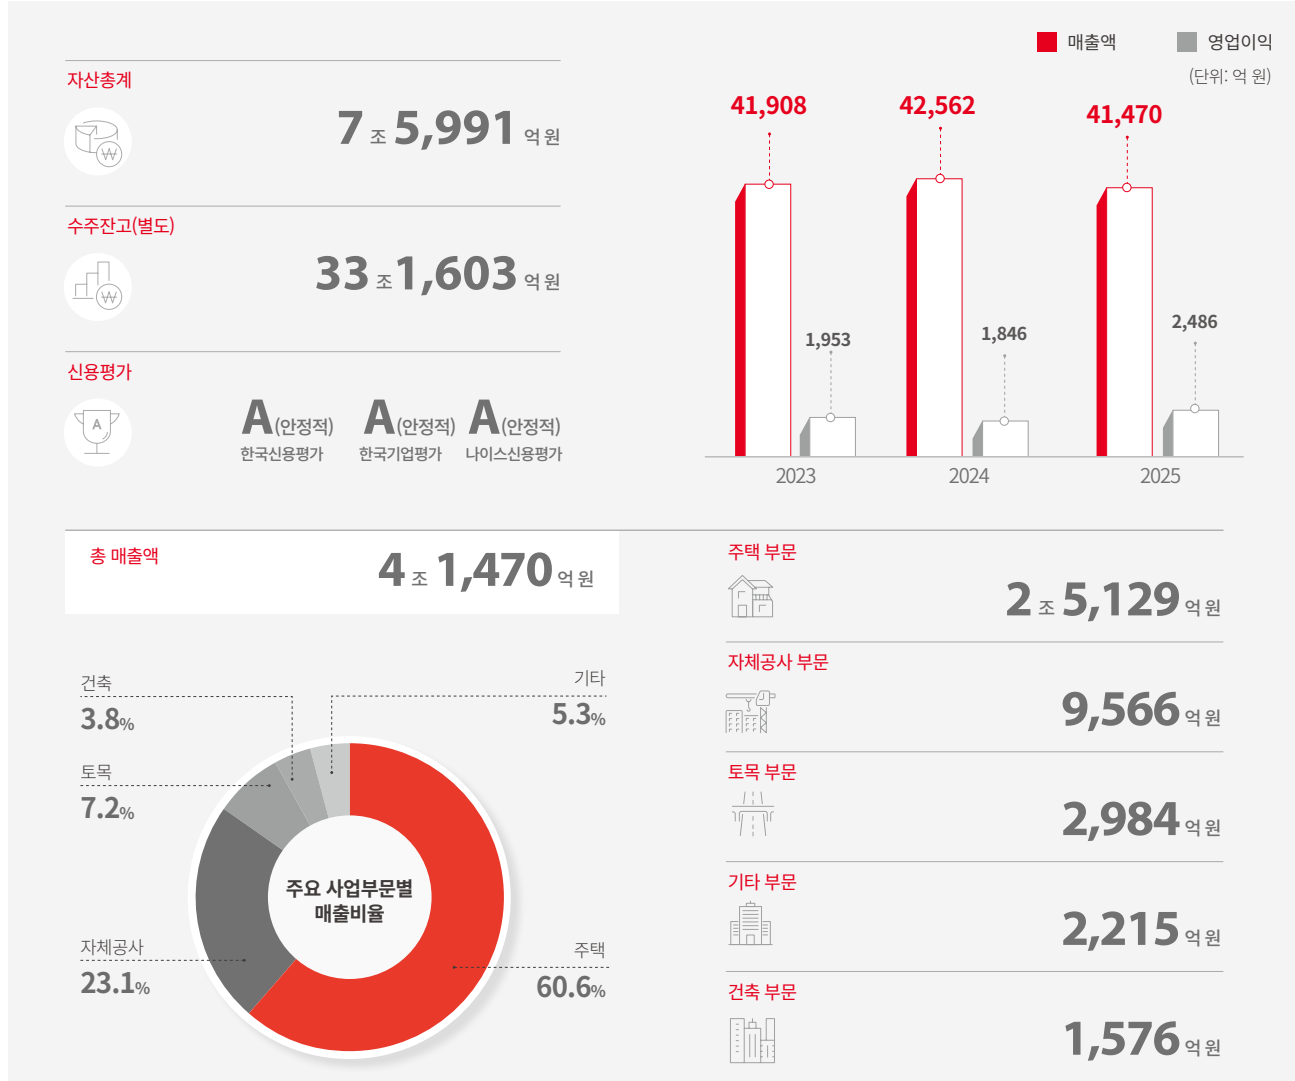 자산총계
7 조 5,991 억 원
수주잔고(별도)
33 조 1,603 억 원
신용평가
A
A(안정적) A(안정적) A(안정적)
한국신용평가 한국기업평가 나이스신용평가
매출액 영업이익
(단위: 억 원)
41,908 42,562 41,470
1,953 1,846 2,486
2023 2024 2025
총 매출액
4 조 1,470 억 원
건축
3.8%
기타
5.3%
토목
7.2%
주요 사업부문별
매출비율
자체공사
23.1%
주택
60.6%
주택 부문
2 조 5,129 억 원
자체공사 부문
9,566 억 원
토목 부문
2,984 억 원
기타 부문
2,215 억 원
건축 부문
1,576 억 원